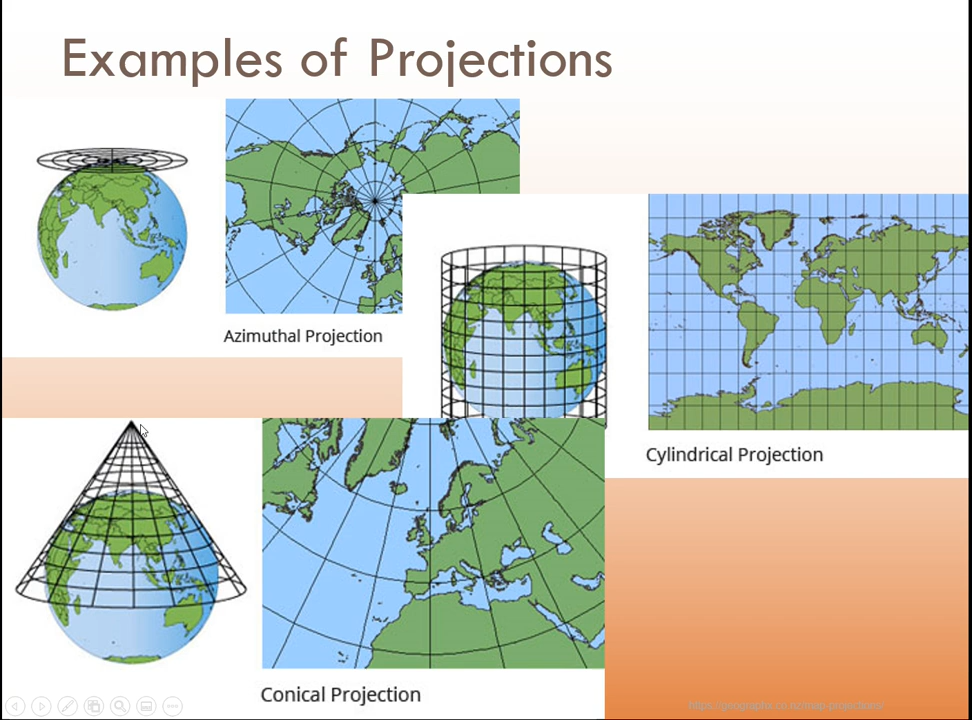 Examples of Projections
Azimuthal Projection
Cylindrical Projection
Conical Projection